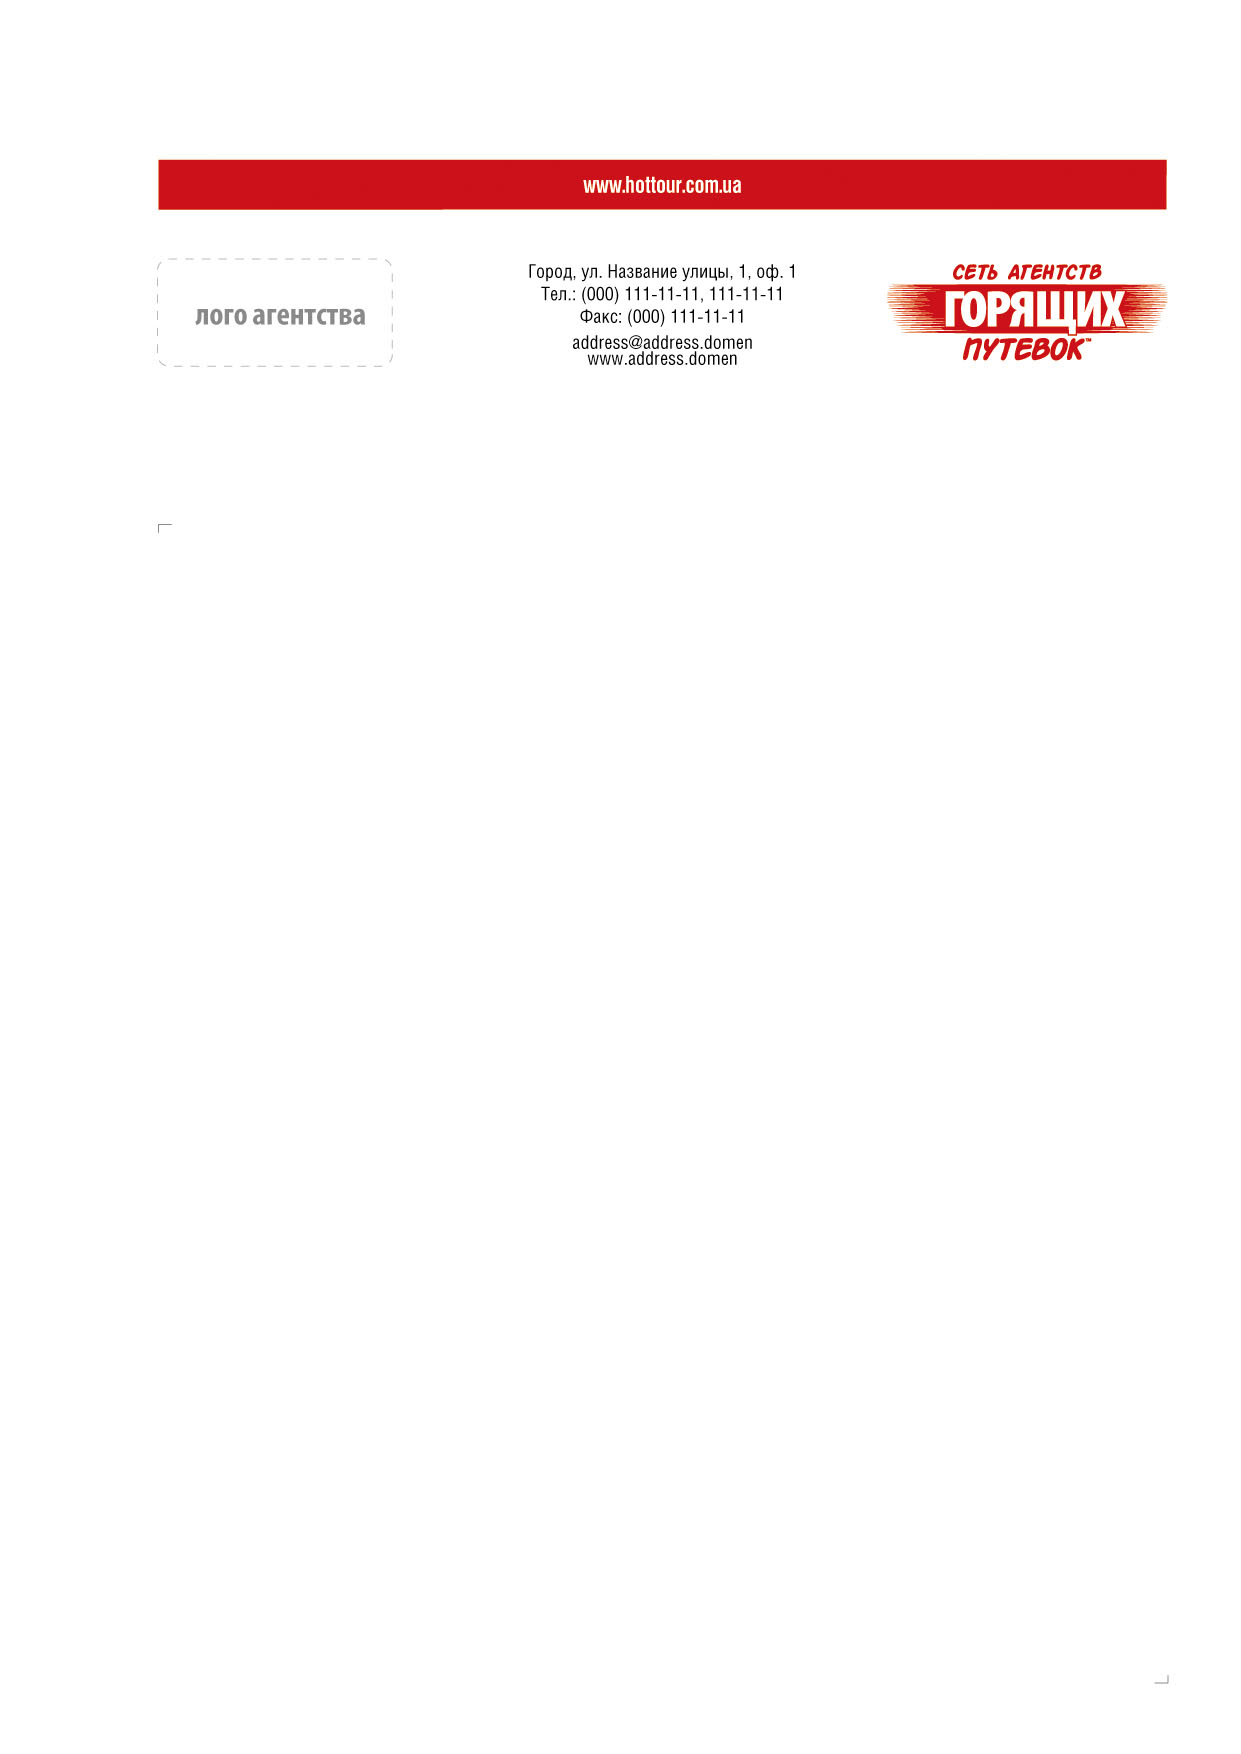 www.hottour.com.ua
лого агентства
Город, ул. Название улицы, 1, оф. 1
Тел.: (000) 111-11-11, 111-11-11
Факс: (000) 111-11-11
address@address.domen
www.address.domen
СЕТЬ АГЕНТСТВ
ГОРЯЩИХ
ПУТЕВОК™